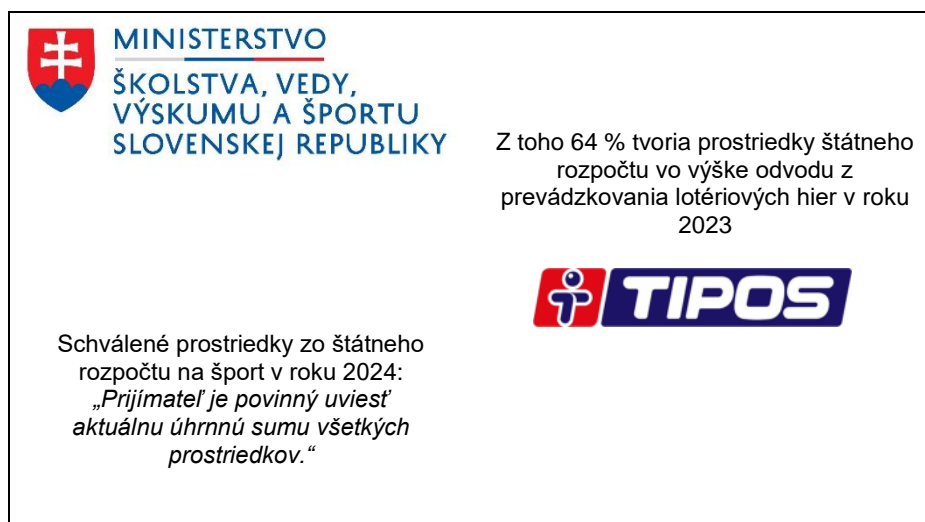 MINISTERSTVO
ŠKOLSTVA, VEDY,
VÝSKUMU A ŠPORTU
SLOVENSKEJ REPUBLIKY
Z toho 64 % tvoria prostriedky štátneho
rozpočtu vo výške odvodu z
prevádzkovania lotériových hier v roku
2023
TIPOS
Schválené prostriedky zo štátneho
rozpočtu na šport v roku 2024:
„Prijímateľ je povinný uviesť
aktuálnu úhrnnú sumu všetkých
prostriedkov.“